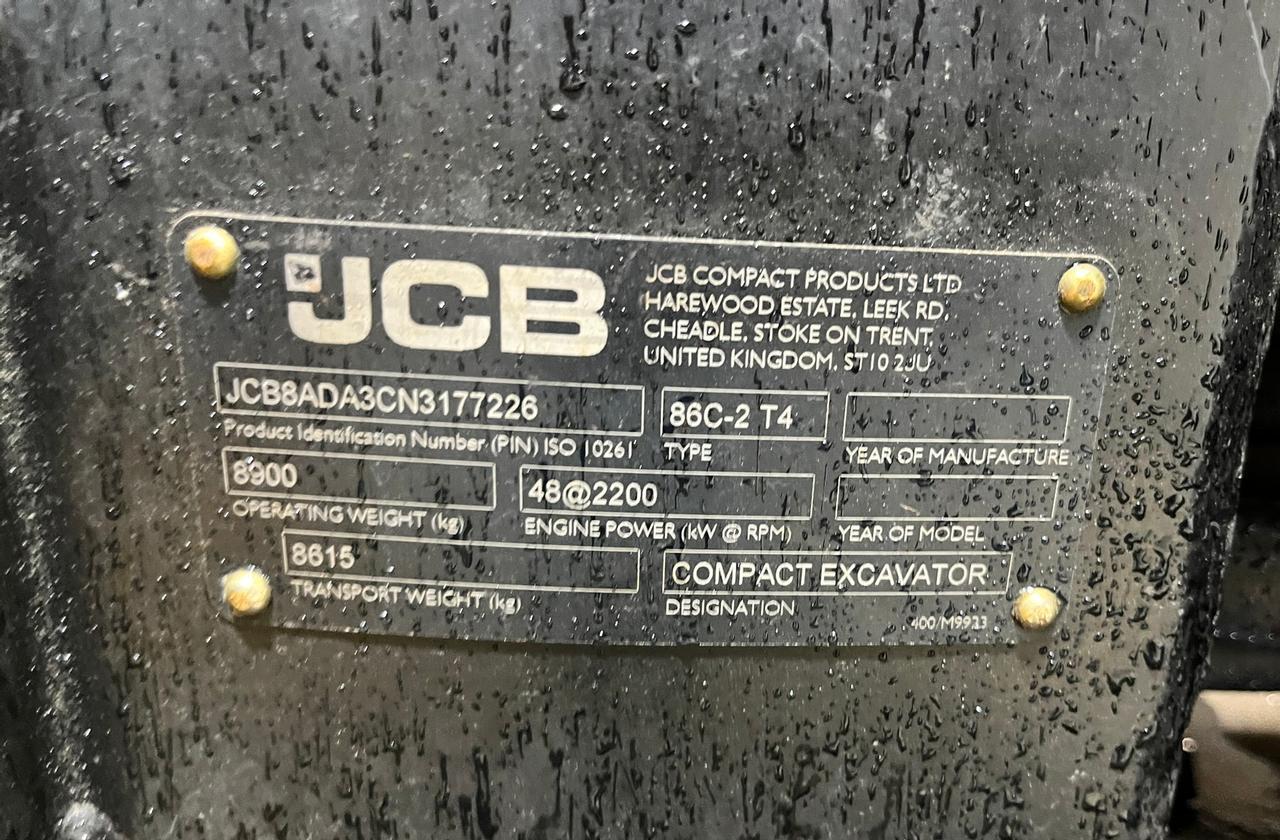 JCB
JCB COMPACT PRODUCTS LTD
HAREWOOD ESTATE, LEEK RD,
CHEADLE, STOKE ON TRENT,
UNITED KINGDOM, ST10 2JU
JCB8ADA3CN3177226
Product Identification Number (PIN) ISO 10261
86C-2 T4
TYPE
YEAR OF MANUFACTURE
8900
OPERATING WEIGHT (kg)
48@2200
ENGINE POWER (kW @ RPM)
YEAR OF MODEL
8615
TRANSPORT WEIGHT (kg)
COMPACT EXCAVATOR
DESIGNATION
400/M9923